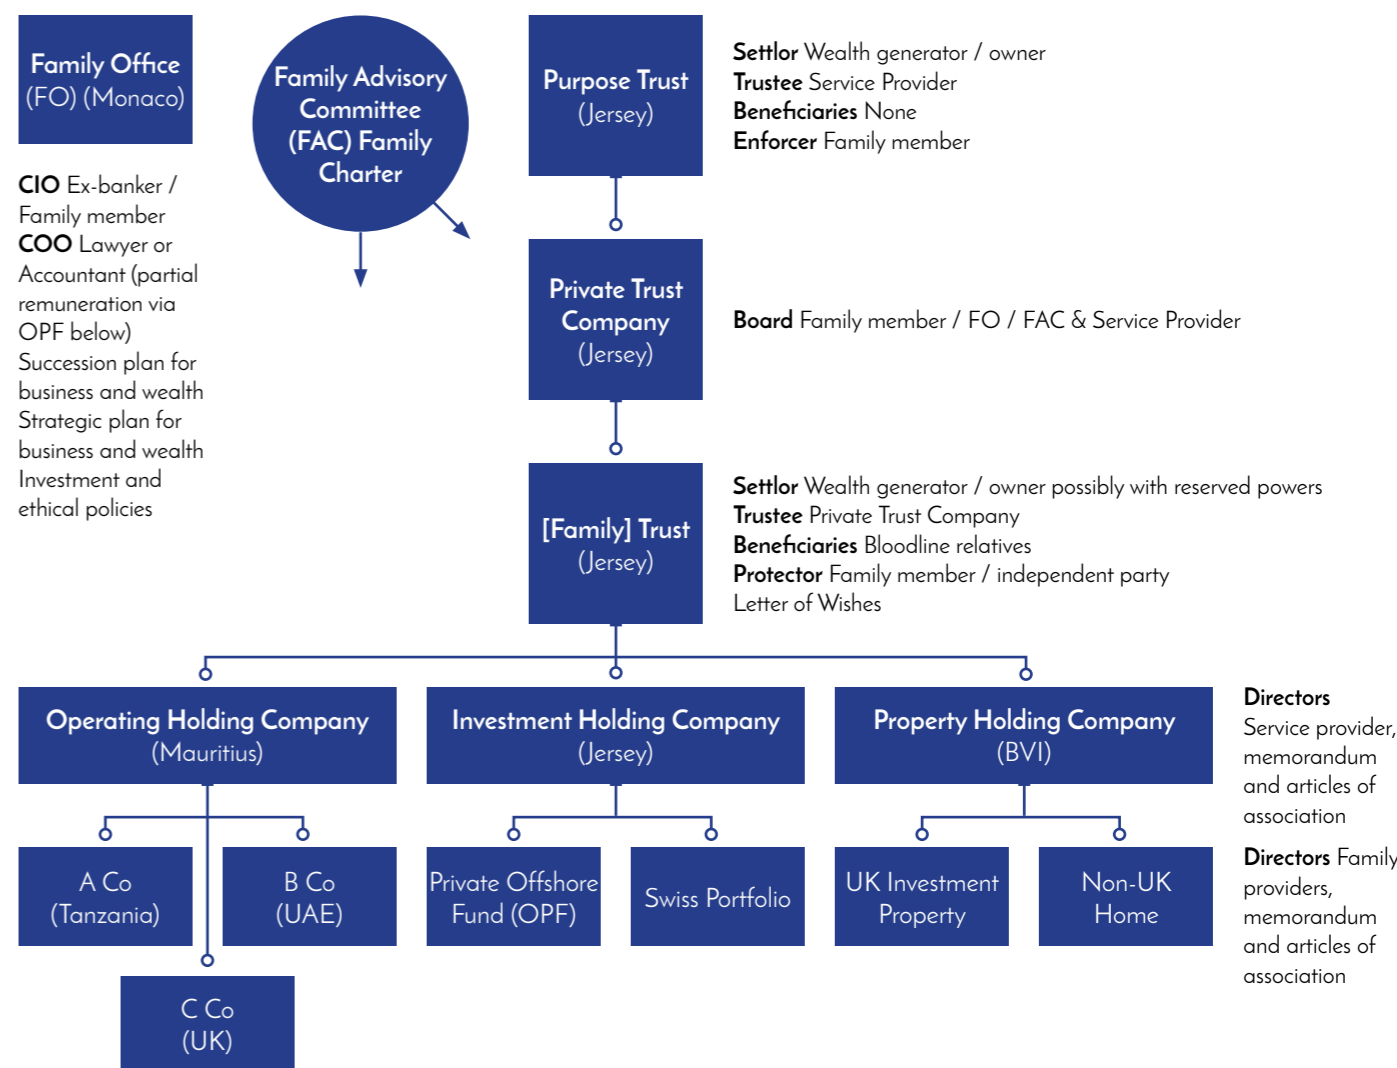 Family Office
(FO) (Monaco)
CIO Ex-banker /
Family member
COO Lawyer or
Accountant (partial
remuneration via
OPF below)
Succession plan for
business and wealth
Strategic plan for
business and wealth
Investment and
ethical policies
Family Advisory
Committee
(FAC) Family
Charter
Purpose Trust
(Jersey)
Settlor Wealth generator / owner
Trustee Service Provider
Beneficiaries None
Enforcer Family member
Private Trust
Company
(Jersey)
Board Family member / FO / FAC & Service Provider
[Family] Trust
(Jersey)
Settlor Wealth generator / owner possibly with reserved powers
Trustee Private Trust Company
Beneficiaries Bloodline relatives
Protector Family member / independent party
Letter of Wishes
Operating Holding Company
(Mauritius)
Investment Holding Company
(Jersey)
Property Holding Company
(BVI)
Directors
Service provider,
memorandum
and articles of
association
A Co
(Tanzania)
B Co
(UAE)
Private Offshore
Fund (OPF)
Swiss Portfolio
UK Investment
Property
Non-UK
Home
Directors Family
providers,
memorandum
and articles of
association
C Co
(UK)